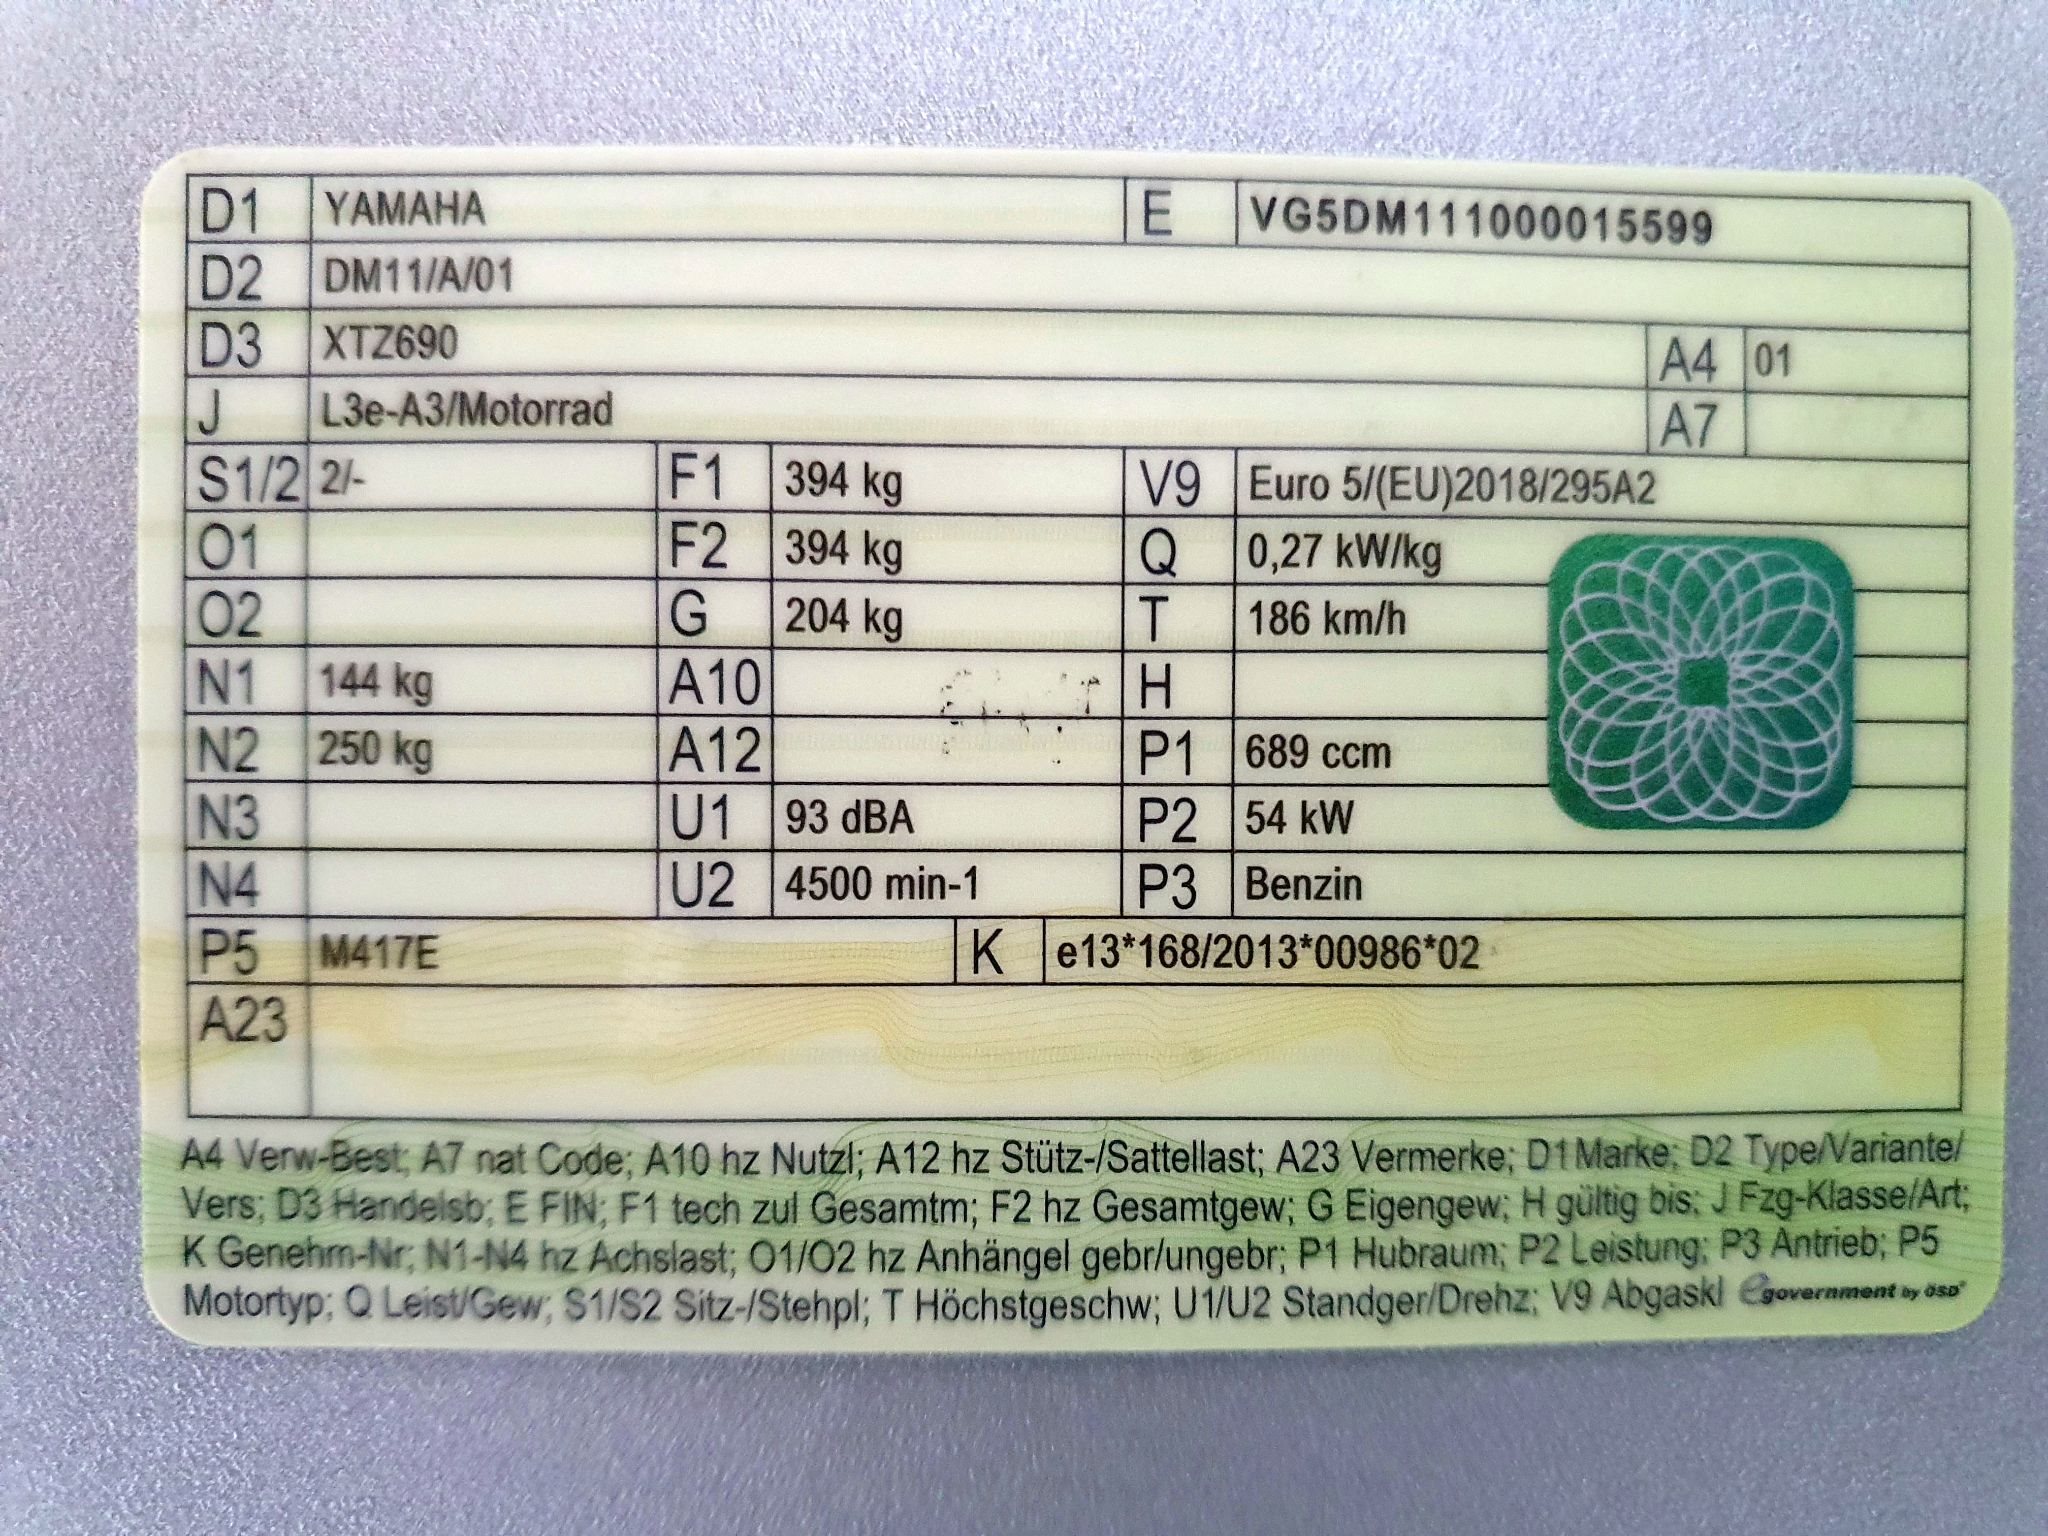 D1 YAMAHA E VG5DM111000015599
D2 DM11/A/01
D3 XTZ690 A4 01
J L3e-A3/Motorrad A7
S1/2 2/- F1 394 kg V9 Euro 5/(EU)2018/295A2
O1 F2 394 kg Q 0,27 kW/kg
O2 G 204 kg T 186 km/h
N1 144 kg A10 H
N2 250 kg A12 P1 689 ccm
N3 U1 93 dBA P2 54 kW
N4 U2 4500 min-1 P3 Benzin
P5 M417E K e13*168/2013*00986*02
A23
A4 Verw-Best; A7 nat Code; A10 hz Nutzl; A12 hz Stütz-/Sattellast; A23 Vermerke; D1 Marke; D2 Type/Variante/
Vers; D3 Handelsb; E FIN; F1 tech zul Gesamtm; F2 hz Gesamtgew; G Eigengew; H gültig bis; J Fzg-Klasse/Art;
K Genehm-Nr; N1-N4 hz Achslast; O1/O2 hz Anhängel gebr/ungebr; P1 Hubraum; P2 Leistung; P3 Antrieb; P5
Motortyp; Q Leist/Gew; S1/S2 Sitz-/Stehpl; T Höchstgeschw; U1/U2 Standger/Drehz; V9 Abgaskl egovernment by ÖSD®